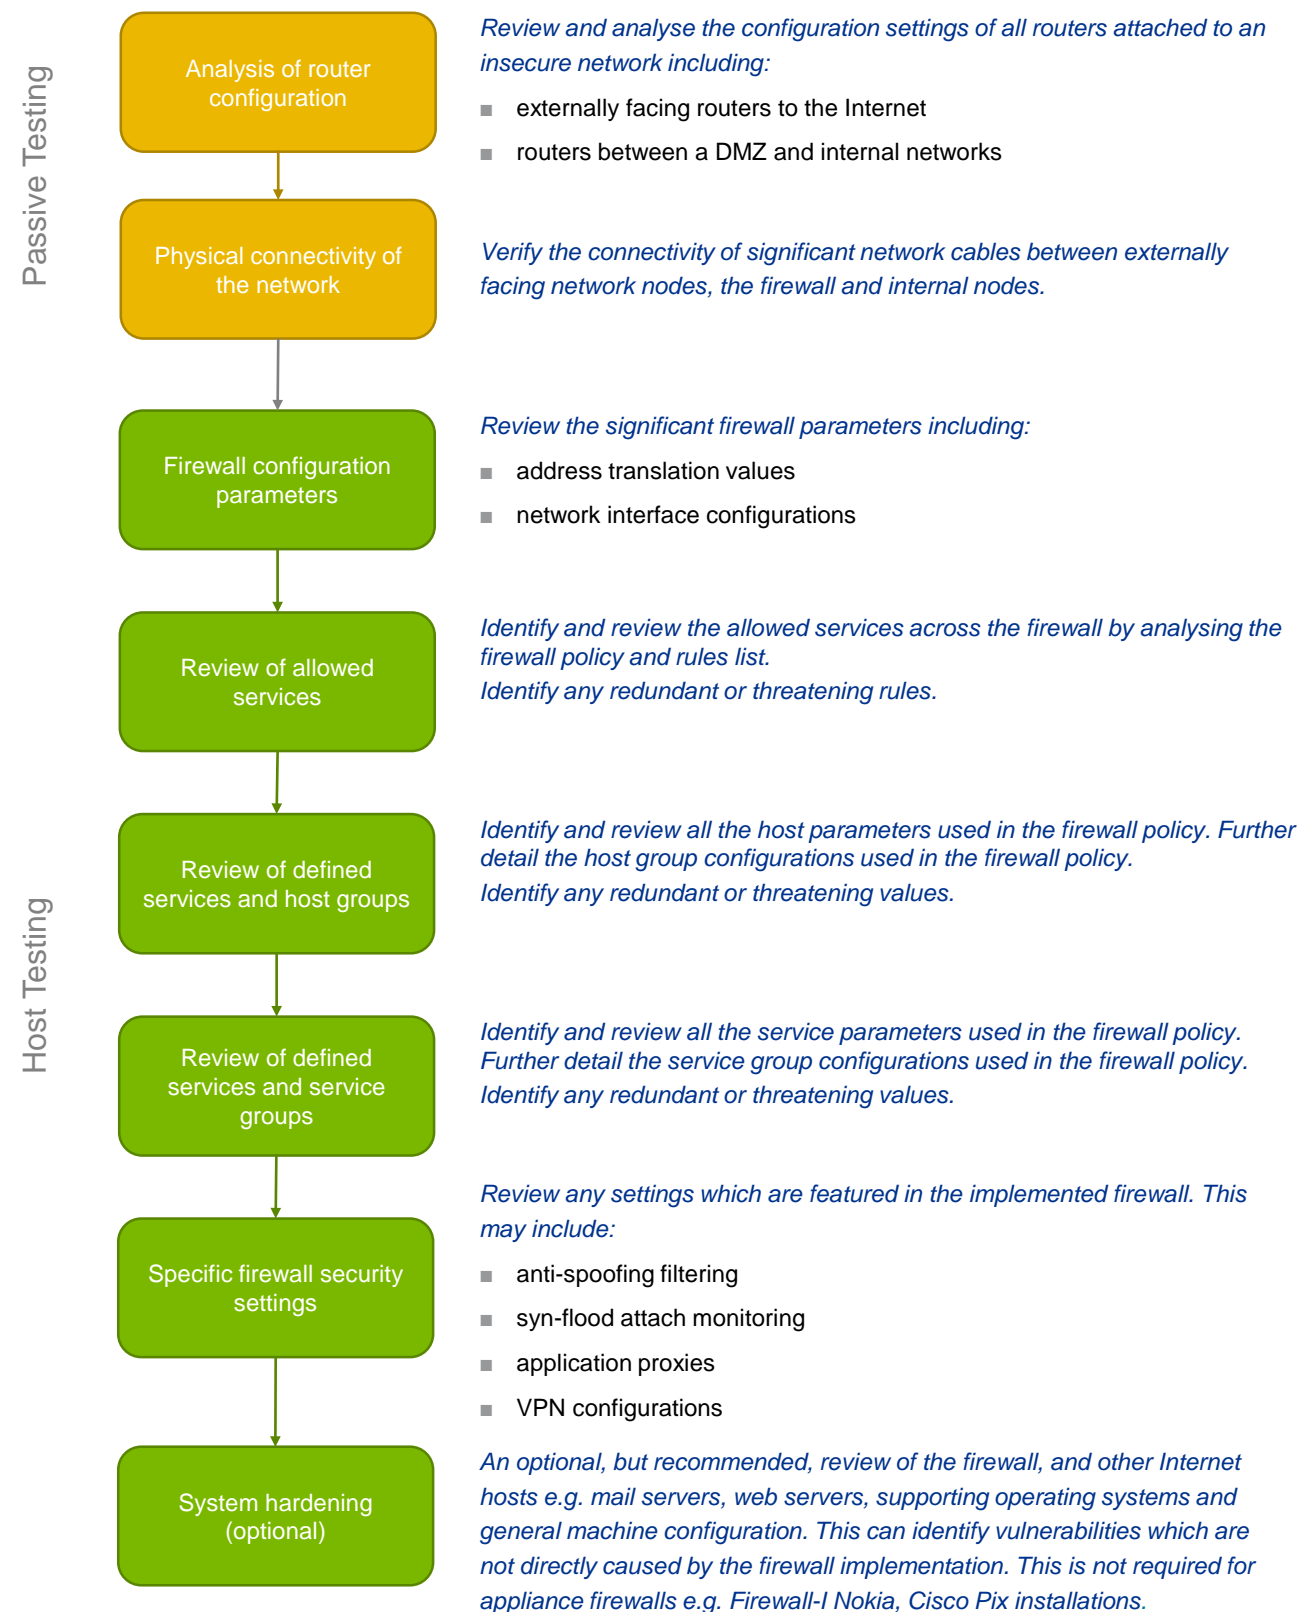 Passive Testing
Analysis of router
configuration
Review and analyse the configuration settings of all routers attached to an
insecure network including:
■ externally facing routers to the Internet
■ routers between a DMZ and internal networks
Physical connectivity of
the network
Verify the connectivity of significant network cables between externally
facing network nodes, the firewall and internal nodes.
Host Testing
Firewall configuration
parameters
Review the significant firewall parameters including:
■ address translation values
■ network interface configurations
Review of allowed
services
Identify and review the allowed services across the firewall by analysing the
firewall policy and rules list.
Identify any redundant or threatening rules.
Review of defined
services and host groups
Identify and review all the host parameters used in the firewall policy. Further
detail the host group configurations used in the firewall policy.
Identify any redundant or threatening values.
Review of defined
services and service
groups
Identify and review all the service parameters used in the firewall policy.
Further detail the service group configurations used in the firewall policy.
Identify any redundant or threatening values.
Specific firewall security
settings
Review any settings which are featured in the implemented firewall. This
may include:
■ anti-spoofing filtering
■ syn-flood attach monitoring
■ application proxies
■ VPN configurations
System hardening
(optional)
An optional, but recommended, review of the firewall, and other Internet
hosts e.g. mail servers, web servers, supporting operating systems and
general machine configuration. This can identify vulnerabilities which are
not directly caused by the firewall implementation. This is not required for
appliance firewalls e.g. Firewall-I Nokia, Cisco Pix installations.